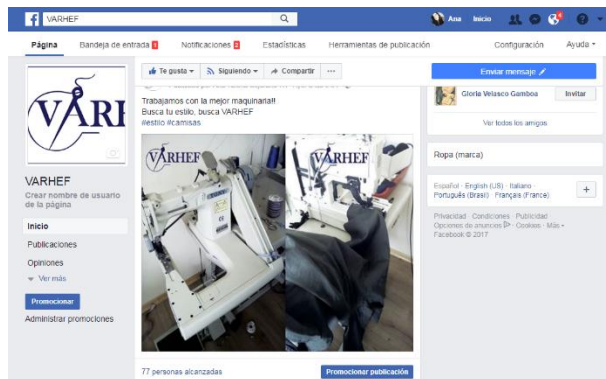 VARHEF
Ana Inicio
Página Bandeja de entrada Notificaciones Estadísticas Herramientas de publicación Configuración Ayuda
VARI
VARHEF
Crear nombre de usuario
de la página
Inicio
Publicaciones
Opiniones
Ver más
Promocionar
Administrar promociones
Te gusta Siguiendo Compartir ...
Trabajamos con la mejor maquinaria!!
Busca tu estilo, busca VARHEF
#estilo #camisas
VARHEF
VARHEF
77 personas alcanzadas
Promocionar publicación
Enviar mensaje
Gloria Velasco Gamboa Invitar
Ver todos los amigos
Ropa (marca)
Español · English (US) · Italiano ·
Português (Brasil) · Français (France)
+
Privacidad · Condiciones · Publicidad
Opciones de anuncios · Cookies · Más
Facebook © 2017